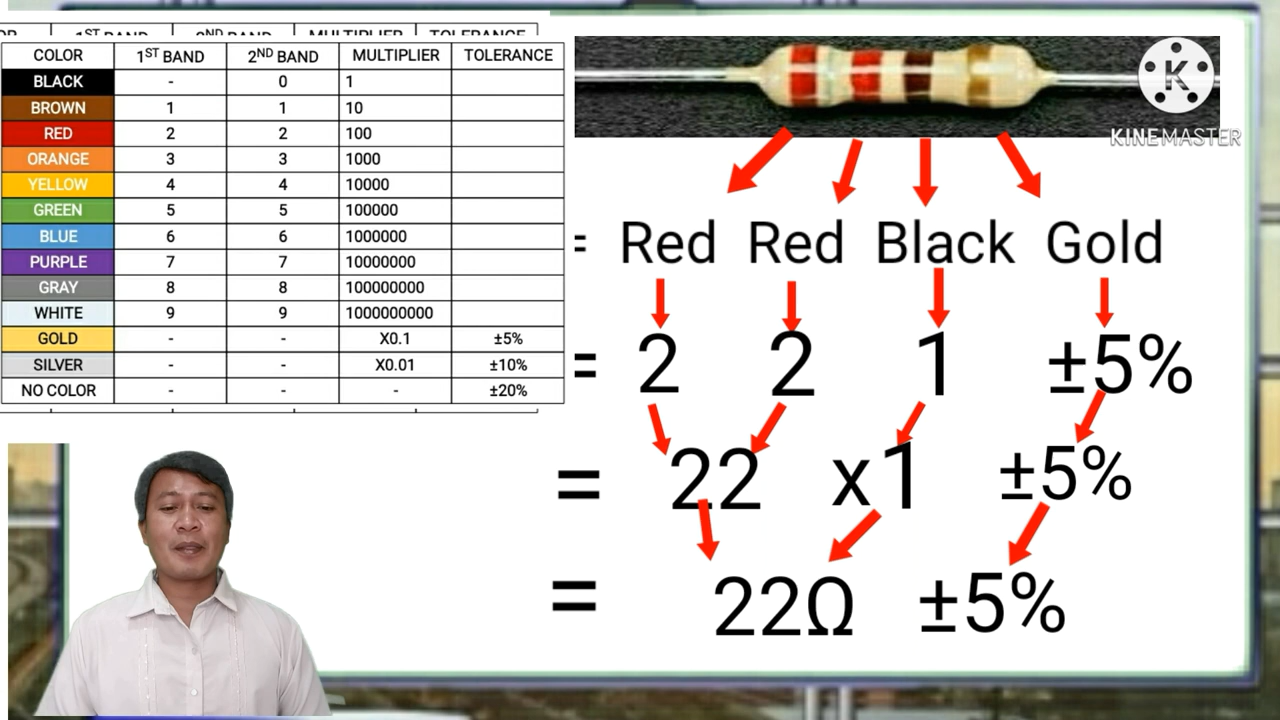 COLOR 1ST BAND 2ND BAND MULTIPLIER TOLERANCE
BLACK - 0 1
BROWN 1 1 10
RED 2 2 100
ORANGE 3 3 1000
YELLOW 4 4 10000
GREEN 5 5 100000
BLUE 6 6 1000000
PURPLE 7 7 10000000
GRAY 8 8 100000000
WHITE 9 9 1000000000
GOLD - - X0.1 ±5%
SILVER - - X0.01 ±10%
NO COLOR - - - ±20%
K
KINEMASTER
= Red Red Black Gold
= 2 2 1 ±5%
= 22 x1 ±5%
= 22Ω ±5%